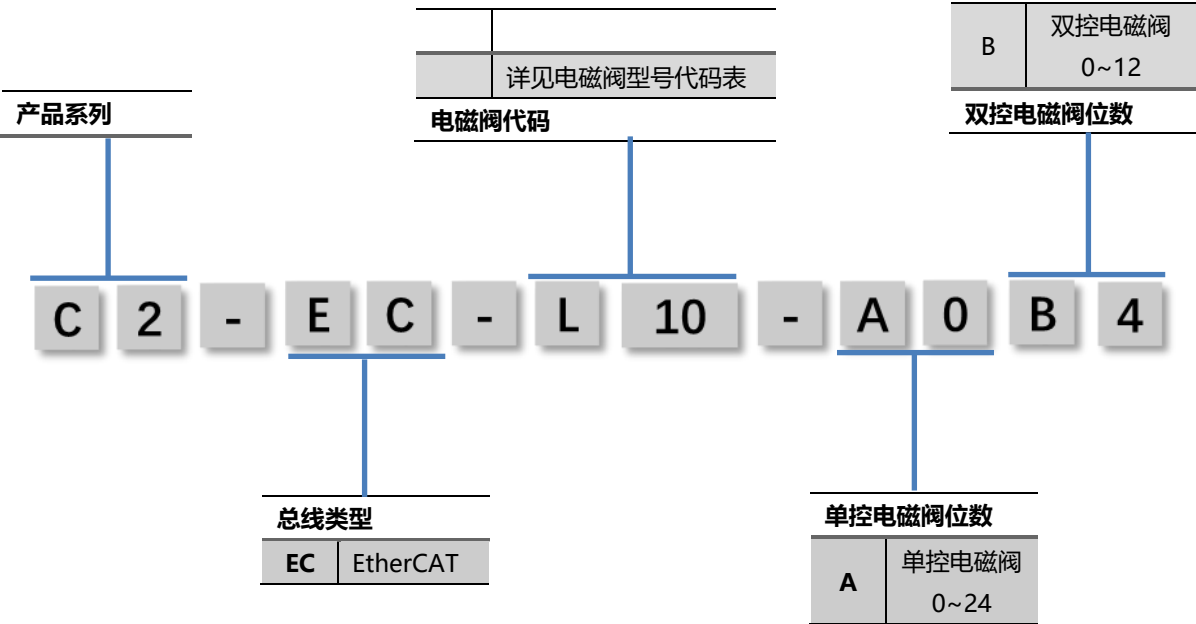 B
双控电磁阀
0~12
双控电磁阀位数
详见电磁阀型号代码表
电磁阀代码
产品系列
C 2 - E C - L 10 - A 0 B 4
总线类型
EC EtherCAT
单控电磁阀位数
A
单控电磁阀
0~24